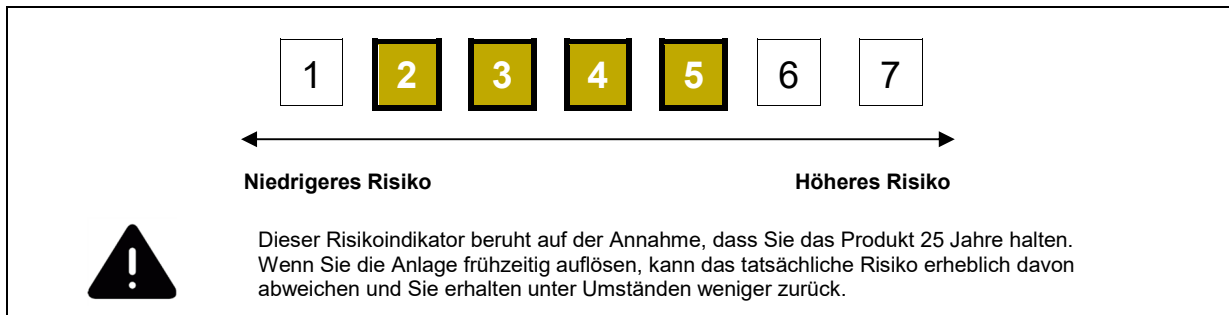 1 2 3 4 5 6 7
Niedrigeres Risiko Höheres Risiko
Dieser Risikoindikator beruht auf der Annahme, dass Sie das Produkt 25 Jahre halten.
Wenn Sie die Anlage frühzeitig auflösen, kann das tatsächliche Risiko erheblich davon
abweichen und Sie erhalten unter Umständen weniger zurück.